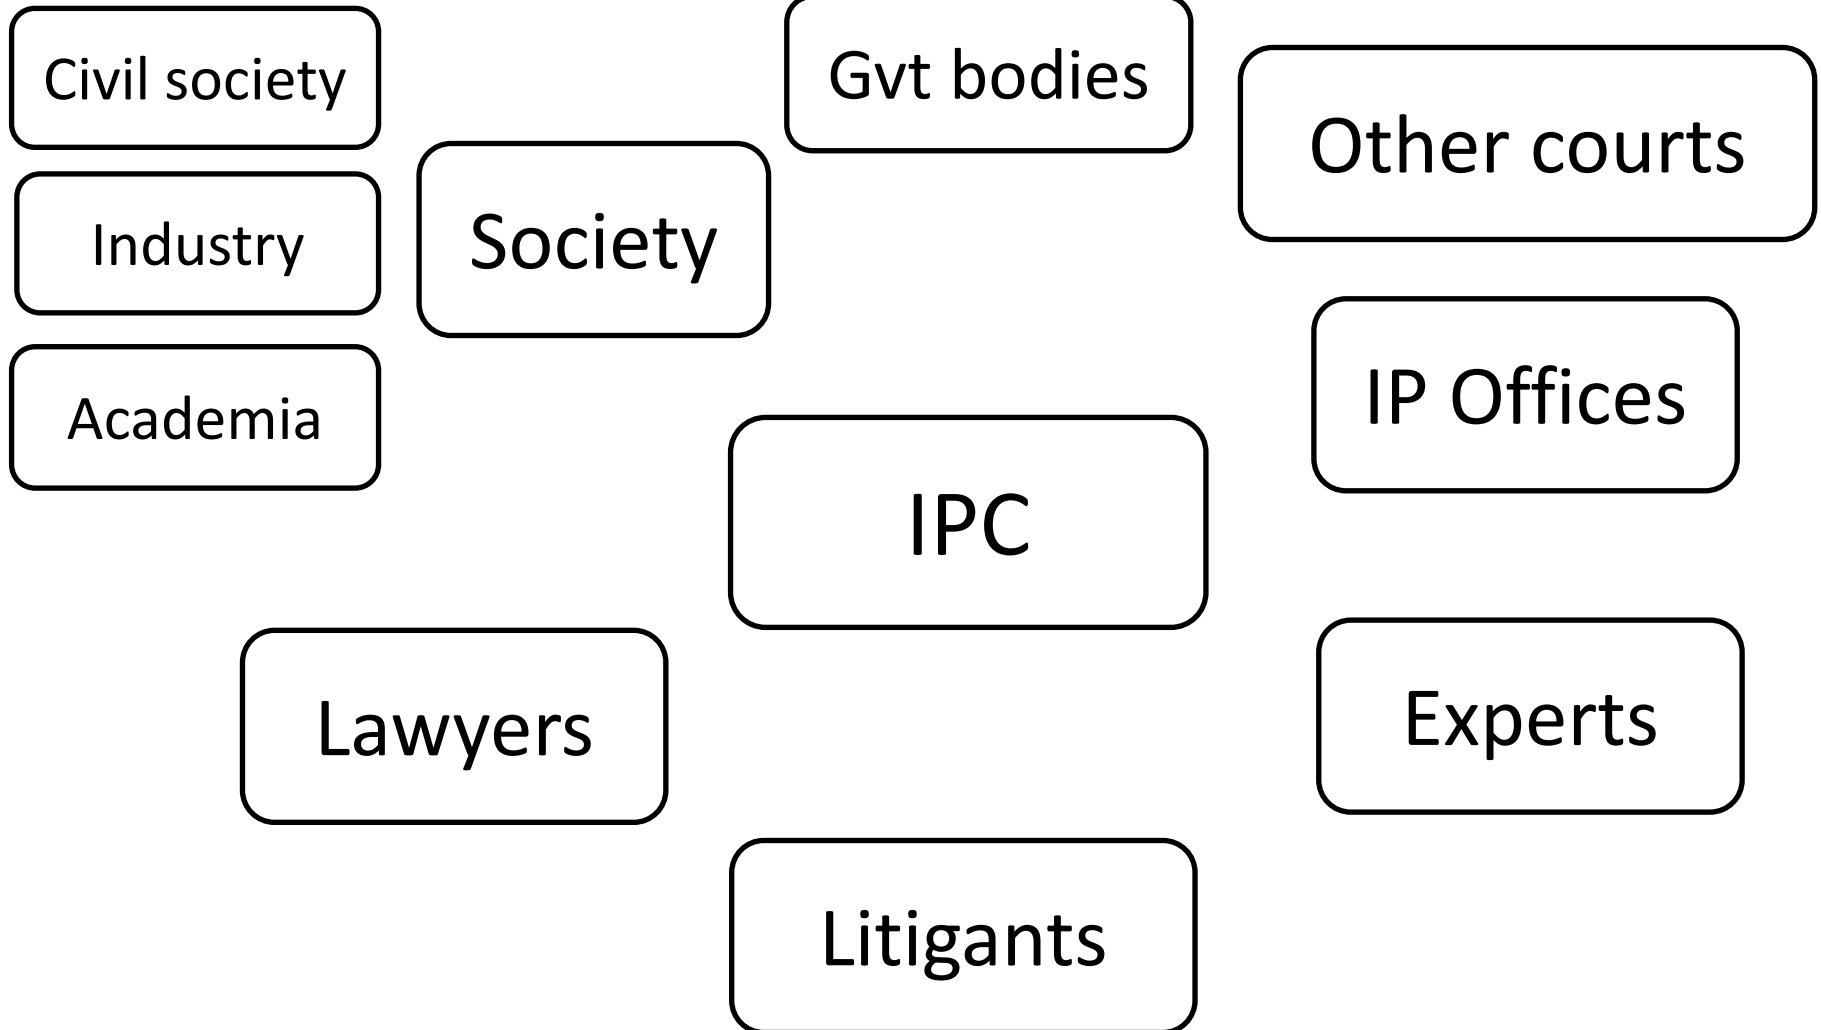 Civil society
Gvt bodies
Other courts
Industry
Society
Academia
IP Offices
IPC
Lawyers
Experts
Litigants